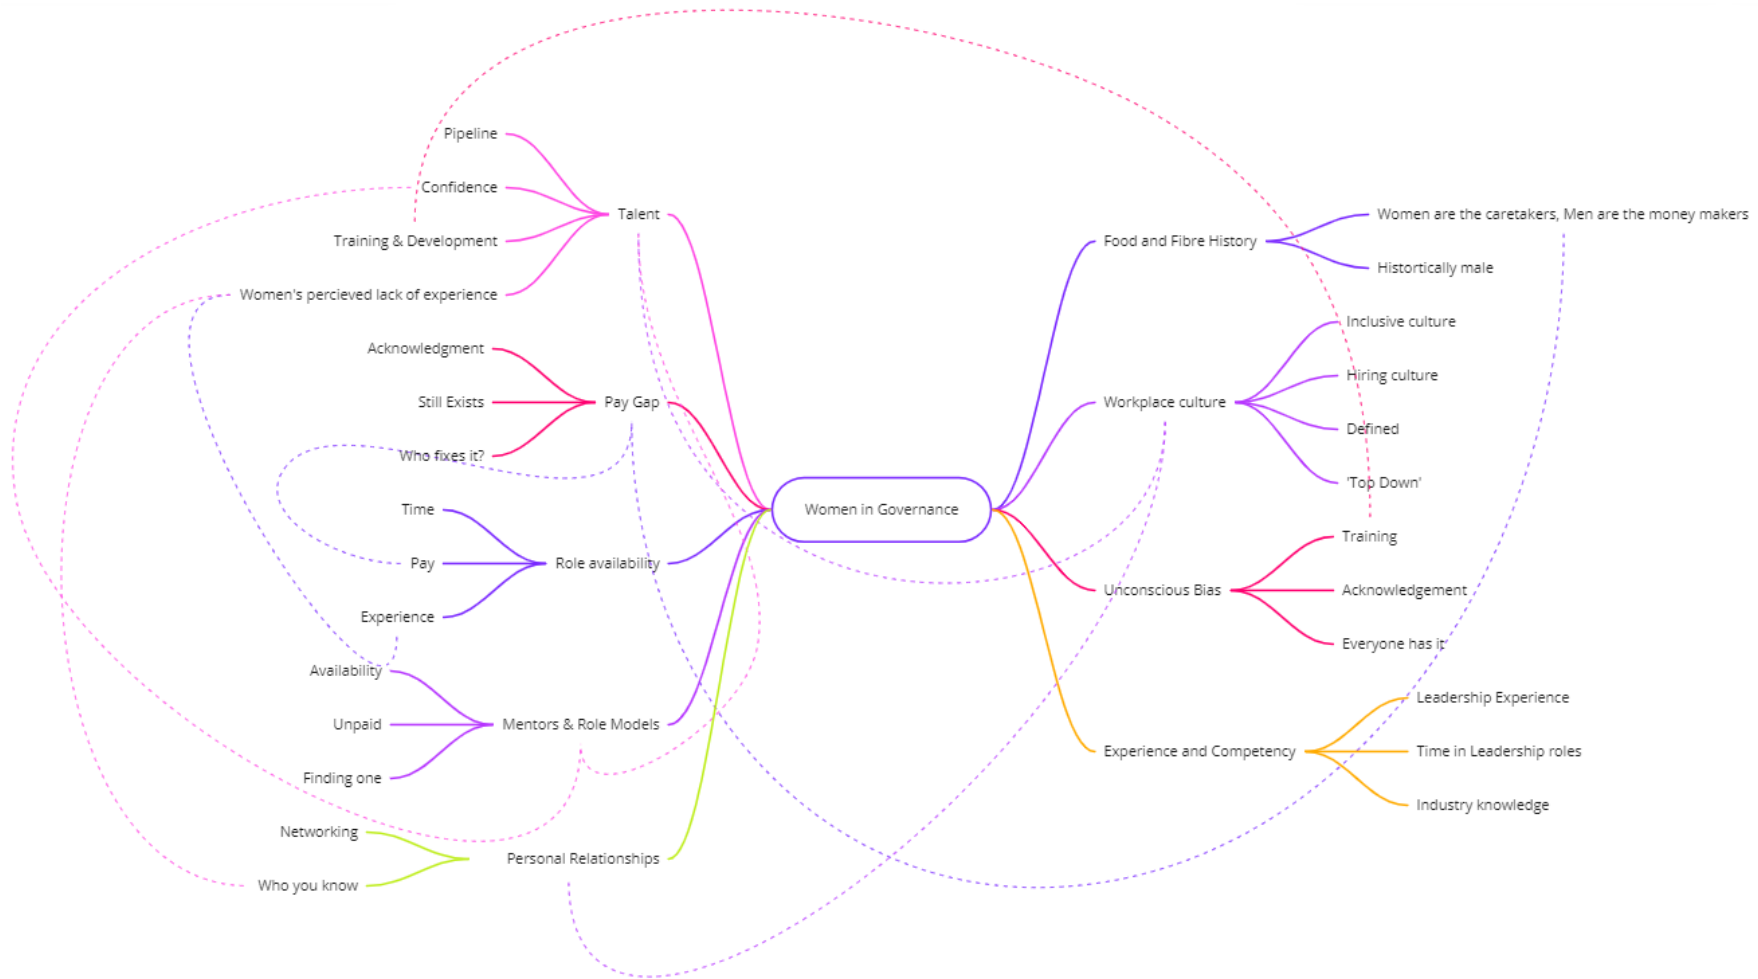 Pipeline
Confidence
Training & Development
Women's percieved lack of experience
Talent
Acknowledgment
Still Exists
Who fixes it?
Pay Gap
Time
Pay
Experience
Role availability
Availability
Unpaid
Finding one
Mentors & Role Models
Networking
Who you know
Personal Relationships
Women in Governance
Food and Fibre History
Women are the caretakers, Men are the money makers
Histortically male
Workplace culture
Inclusive culture
Hiring culture
Defined
'Top Down'
Unconscious Bias
Training
Acknowledgement
Everyone has it
Experience and Competency
Leadership Experience
Time in Leadership roles
Industry knowledge